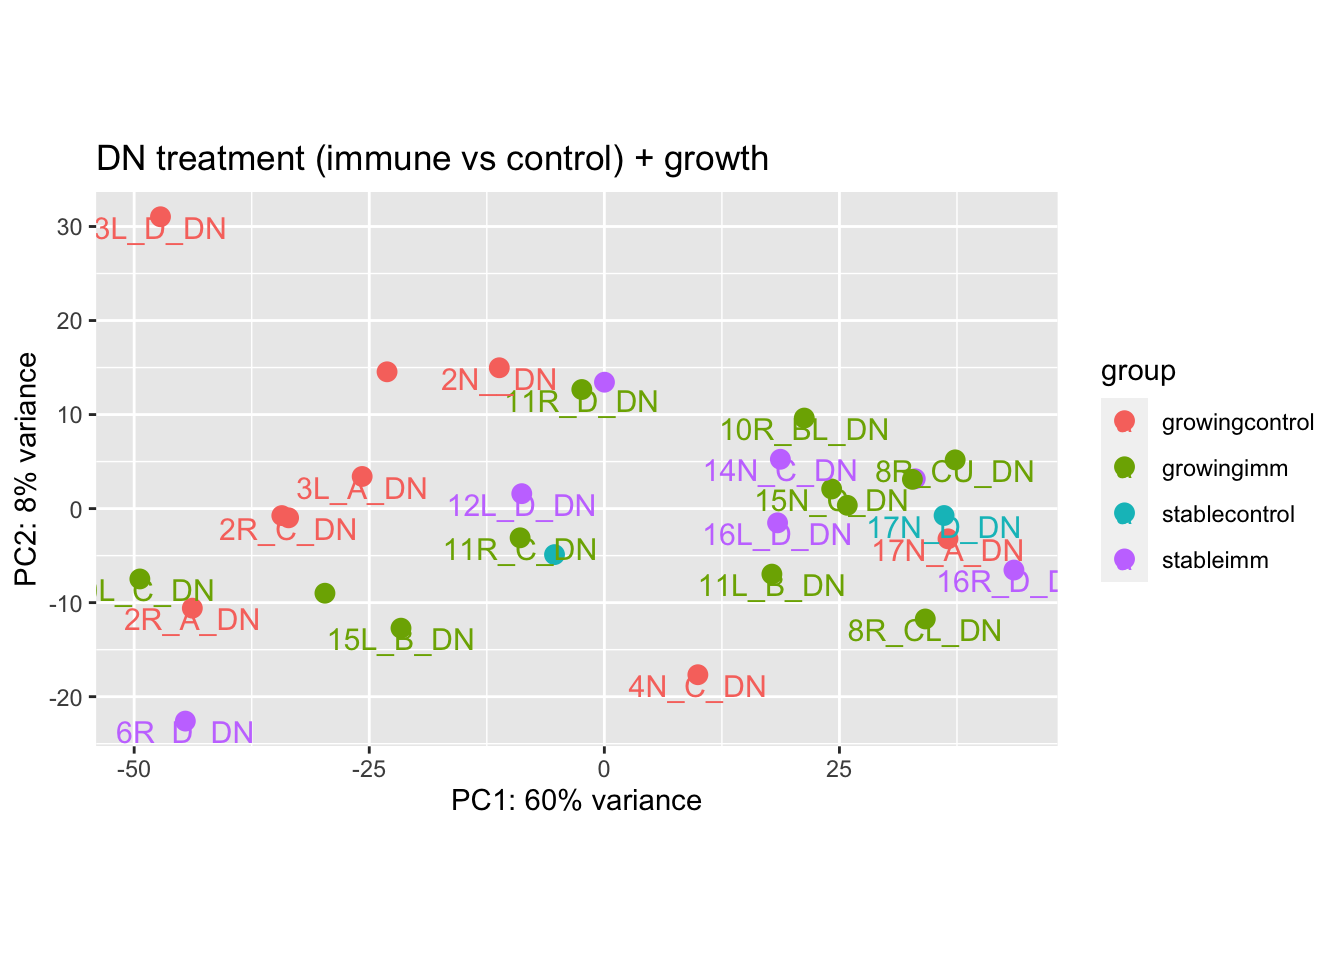 DN treatment (immune vs control) + growth
PC2: 8% variance
30
20
10
0
-10
-20
3L_D_DN
2N__DN
11R_D_DN
10R_BL_DN
14N_C_DN
8R_CU_DN
3L_A_DN
15N_C_DN
12L_D_DN
2R_C_DN
16L_D_DN
17N_D_DN
11R_C_DN
17N_A_DN
L_C_DN
11L_B_DN
16R_D_D
2R_A_DN
15L_B_DN
8R_CL_DN
4N_C_DN
6R_D_DN
-50
-25
0
25
PC1: 60% variance
group
growingcontrol
growingimm
stablecontrol
stableimm